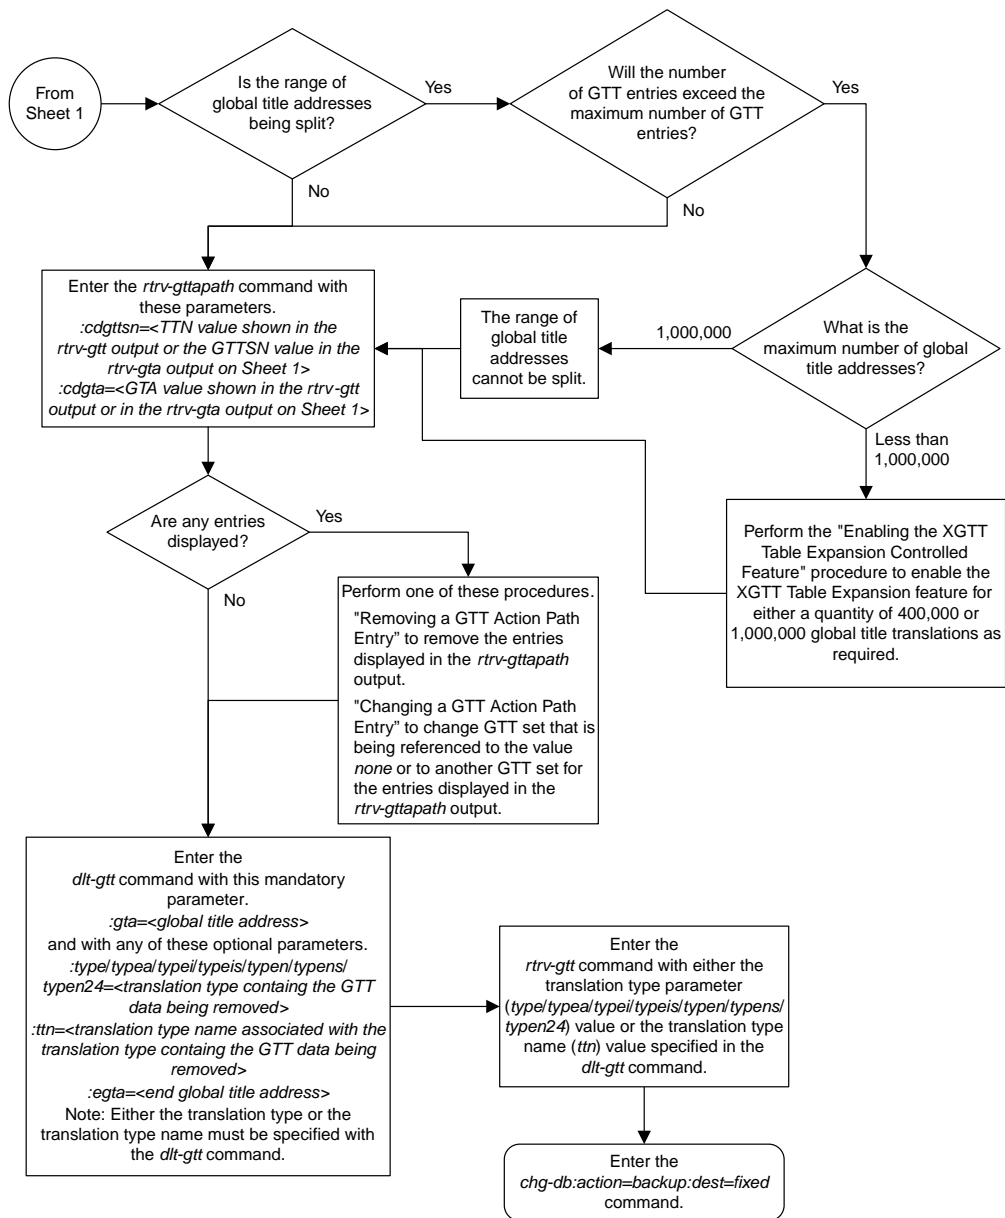 From
Sheet 1
Is the range of
global title addresses
being split?
Yes
No
Will the number
of GTT entries exceed the
maximum number of GTT
entries?
Yes
No
What is the
maximum number of global
title addresses?
1,000,000
Less than
1,000,000
The range of
global title
addresses
cannot be split.
Perform the "Enabling the XGTT
Table Expansion Controlled
Feature" procedure to enable the
XGTT Table Expansion feature for
either a quantity of 400,000 or
1,000,000 global title translations as
required.
Enter the rtrv-gttapath command with
these parameters.
:cdgttsn=<TTN value shown in the
rtrv-gtt output or the GTTSN value in the
rtrv-gta output on Sheet 1>
:cdgta=<GTA value shown in the rtrv-gtt
output or in the rtrv-gta output on Sheet 1>
Are any entries
displayed?
Yes
No
Perform one of these procedures.
"Removing a GTT Action Path
Entry” to remove the entries
displayed in the rtrv-gttapath
output.
"Changing a GTT Action Path
Entry” to change GTT set that is
being referenced to the value
none or to another GTT set for
the entries displayed in the
rtrv-gttapath output.
Enter the
dlt-gtt command with this mandatory
parameter.
:gta=<global title address>
and with any of these optional parameters.
:type/typea/typei/typeis/typen/typens/
typen24=<translation type containg the GTT
data being removed>
:ttn=<translation type name associated with the
translation type containg the GTT data being
removed>
:egta=<end global title address>
Note: Either the translation type or the
translation type name must be specified with
the dlt-gtt command.
Enter the
rtrv-gtt command with either the
translation type parameter
(type/typea/typei/typeis/typen/typens/
typen24) value or the translation type
name (ttn) value specified in the
dlt-gtt command.
Enter the
chg-db:action=backup:dest=fixed
command.